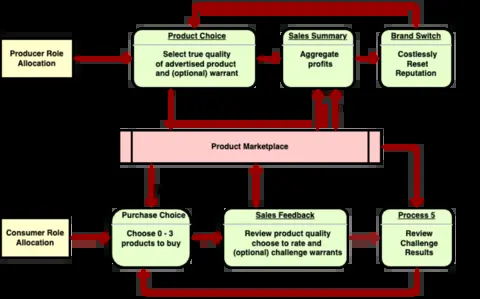 Product Choice
Sales Summary
Brand Switch
Producer Role
Allocation
Select true quality
of advertised product
and (optional) warrant
Aggregate
profits
Costlessly
Reset
Reputation
Product Marketplace
Purchase Choice
Sales Feedback
Process 5
Consumer Role
Allocation
Choose 0 - 3
products to buy
Review product quality
choose to rate and
(optional) challenge warrants
Review
Challenge
Results